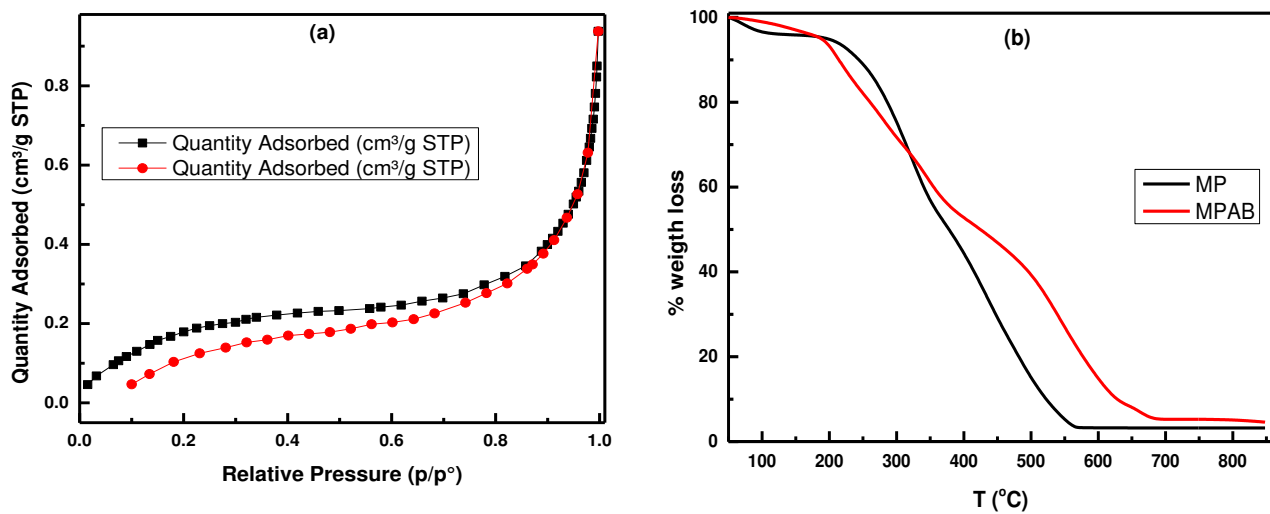 (a)
Quantity Adsorbed (cm³/g STP)
Quantity Adsorbed (cm³/g STP)
Quantity Adsorbed (cm³/g STP)
0.8
0.6
0.4
0.2
0.0
0.0 0.2 0.4 0.6 0.8 1.0
Relative Pressure (p/p°)
(b)
MP
MPAB
% weigth loss
100
80
60
40
20
0
100 200 300 400 500 600 700 800
T (°C)